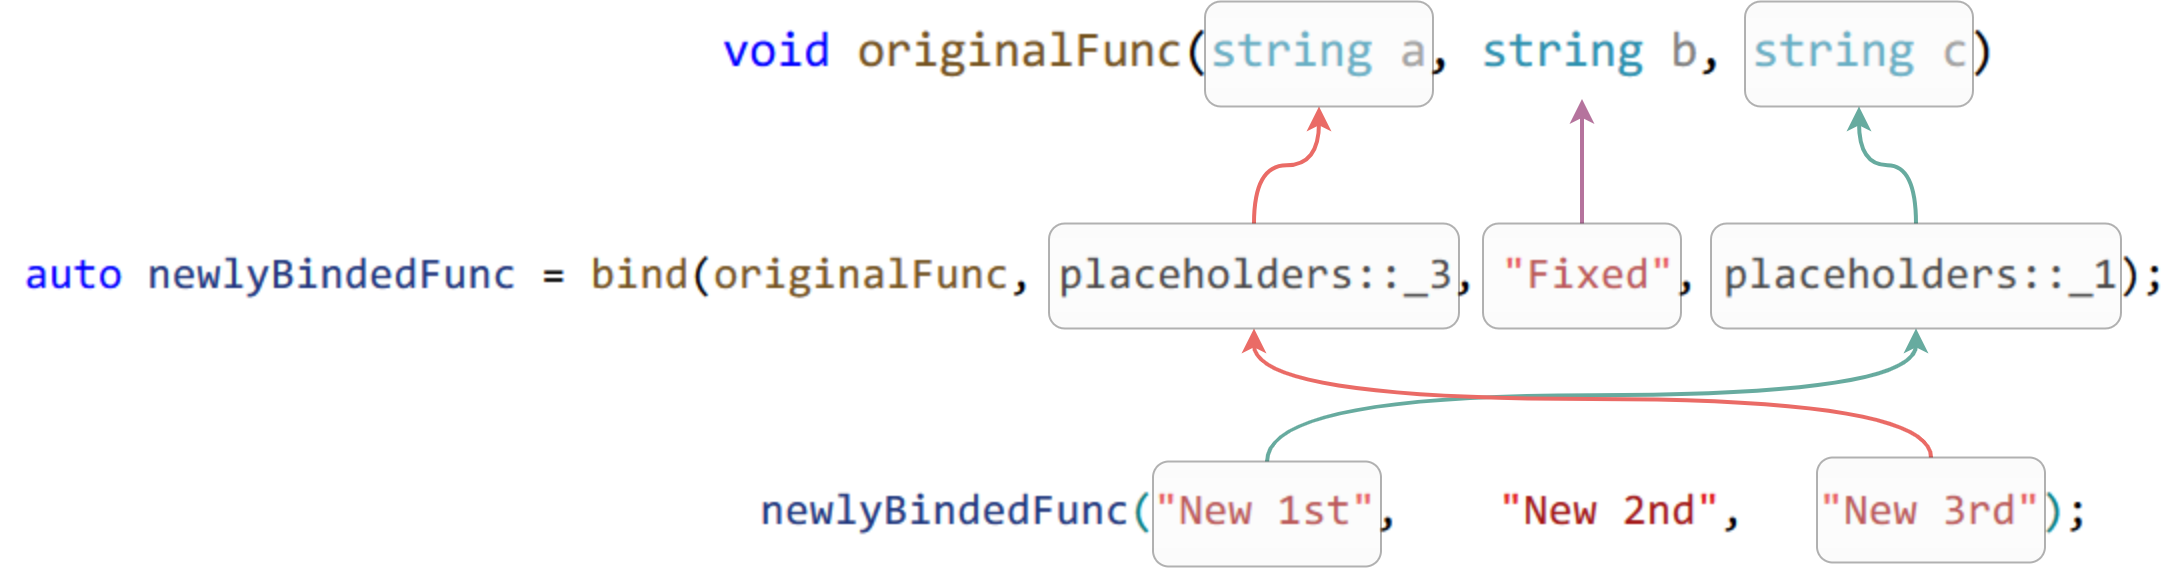 void originalFunc(string a, string b, string c)
auto newlyBindedFunc = bind(originalFunc, placeholders::_3, "Fixed", placeholders::_1);
newlyBindedFunc("New 1st", "New 2nd", "New 3rd");